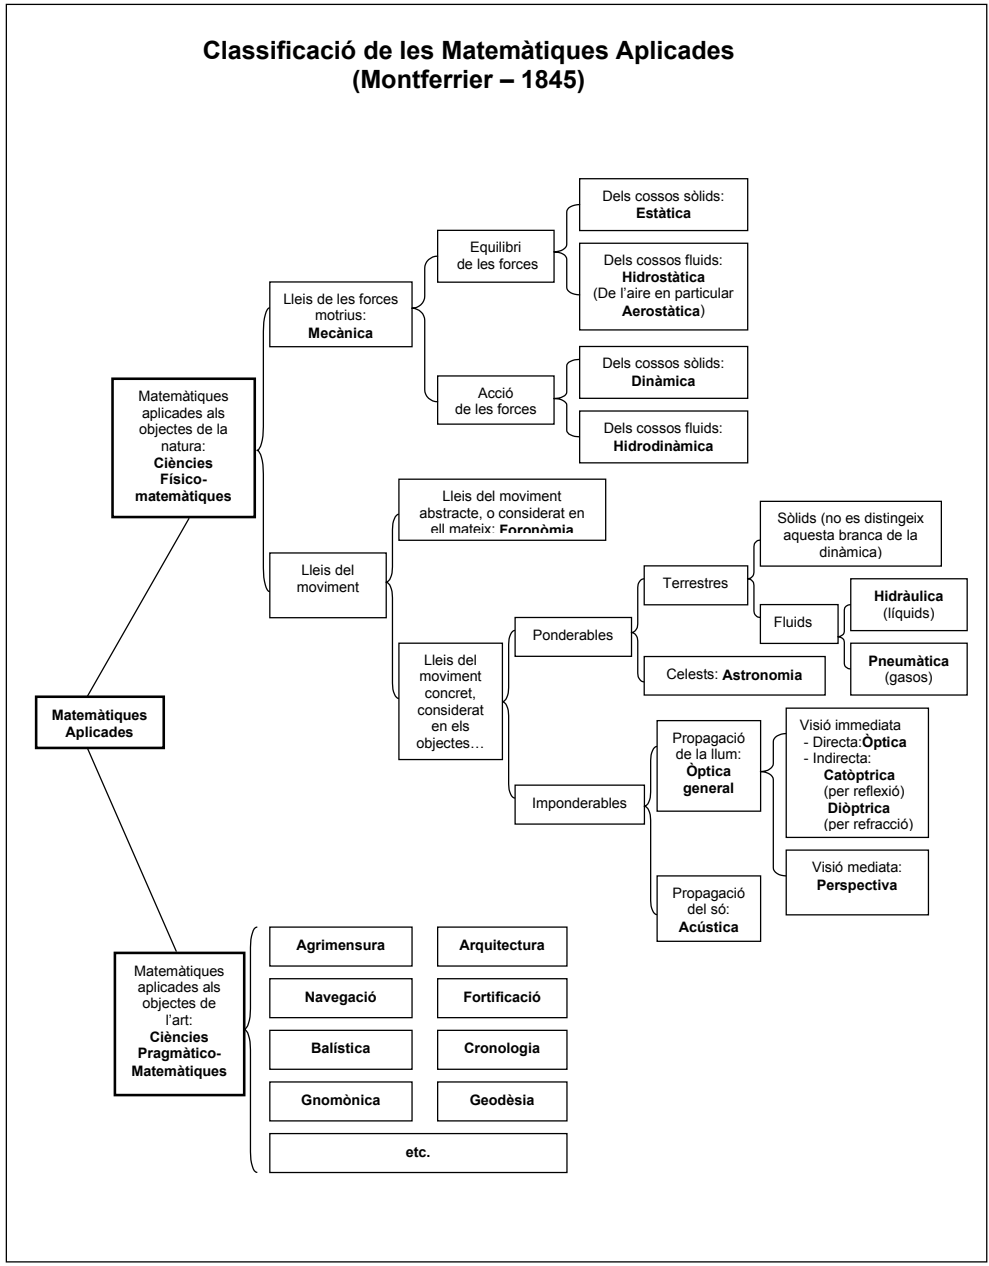 Classificació de les Matemàtiques Aplicades
(Montferrier – 1845)
Matemàtiques
Aplicades
Matemàtiques
aplicades als
objectes de la
natura:
Ciències
Físico-
matemàtiques
Lleis de les forces
motrius:
Mecànica
Equilibri
de les forces
Dels cossos sòlids:
Estàtica
Dels cossos fluids:
Hidrostàtica
(De l’aire en particular
Aerostàtica)
Acció
de les forces
Dels cossos sòlids:
Dinàmica
Dels cossos fluids:
Hidrodinàmica
Lleis del
moviment
Lleis del moviment
abstracte, o considerat en
ell mateix: Foronòmia
Lleis del
moviment
concret,
considerat
en els
objectes…
Ponderables
Terrestres
Sòlids (no es distingeix
aquesta branca de la
dinàmica)
Fluids
Hidràulica
(líquids)
Pneumàtica
(gasos)
Celests: Astronomia
Imponderables
Propagació
de la llum:
Òptica
general
Visió immediata
- Directa:Òptica
- Indirecta:
Catòptrica
(per reflexió)
Diòptrica
(per refracció)
Visió mediata:
Perspectiva
Propagació
del só:
Acústica
Matemàtiques
aplicades als
objectes de
l’art:
Ciències
Pragmàtico-
Matemàtiques
Agrimensura
Arquitectura
Navegació
Fortificació
Balística
Cronologia
Gnomònica
Geodèsia
etc.